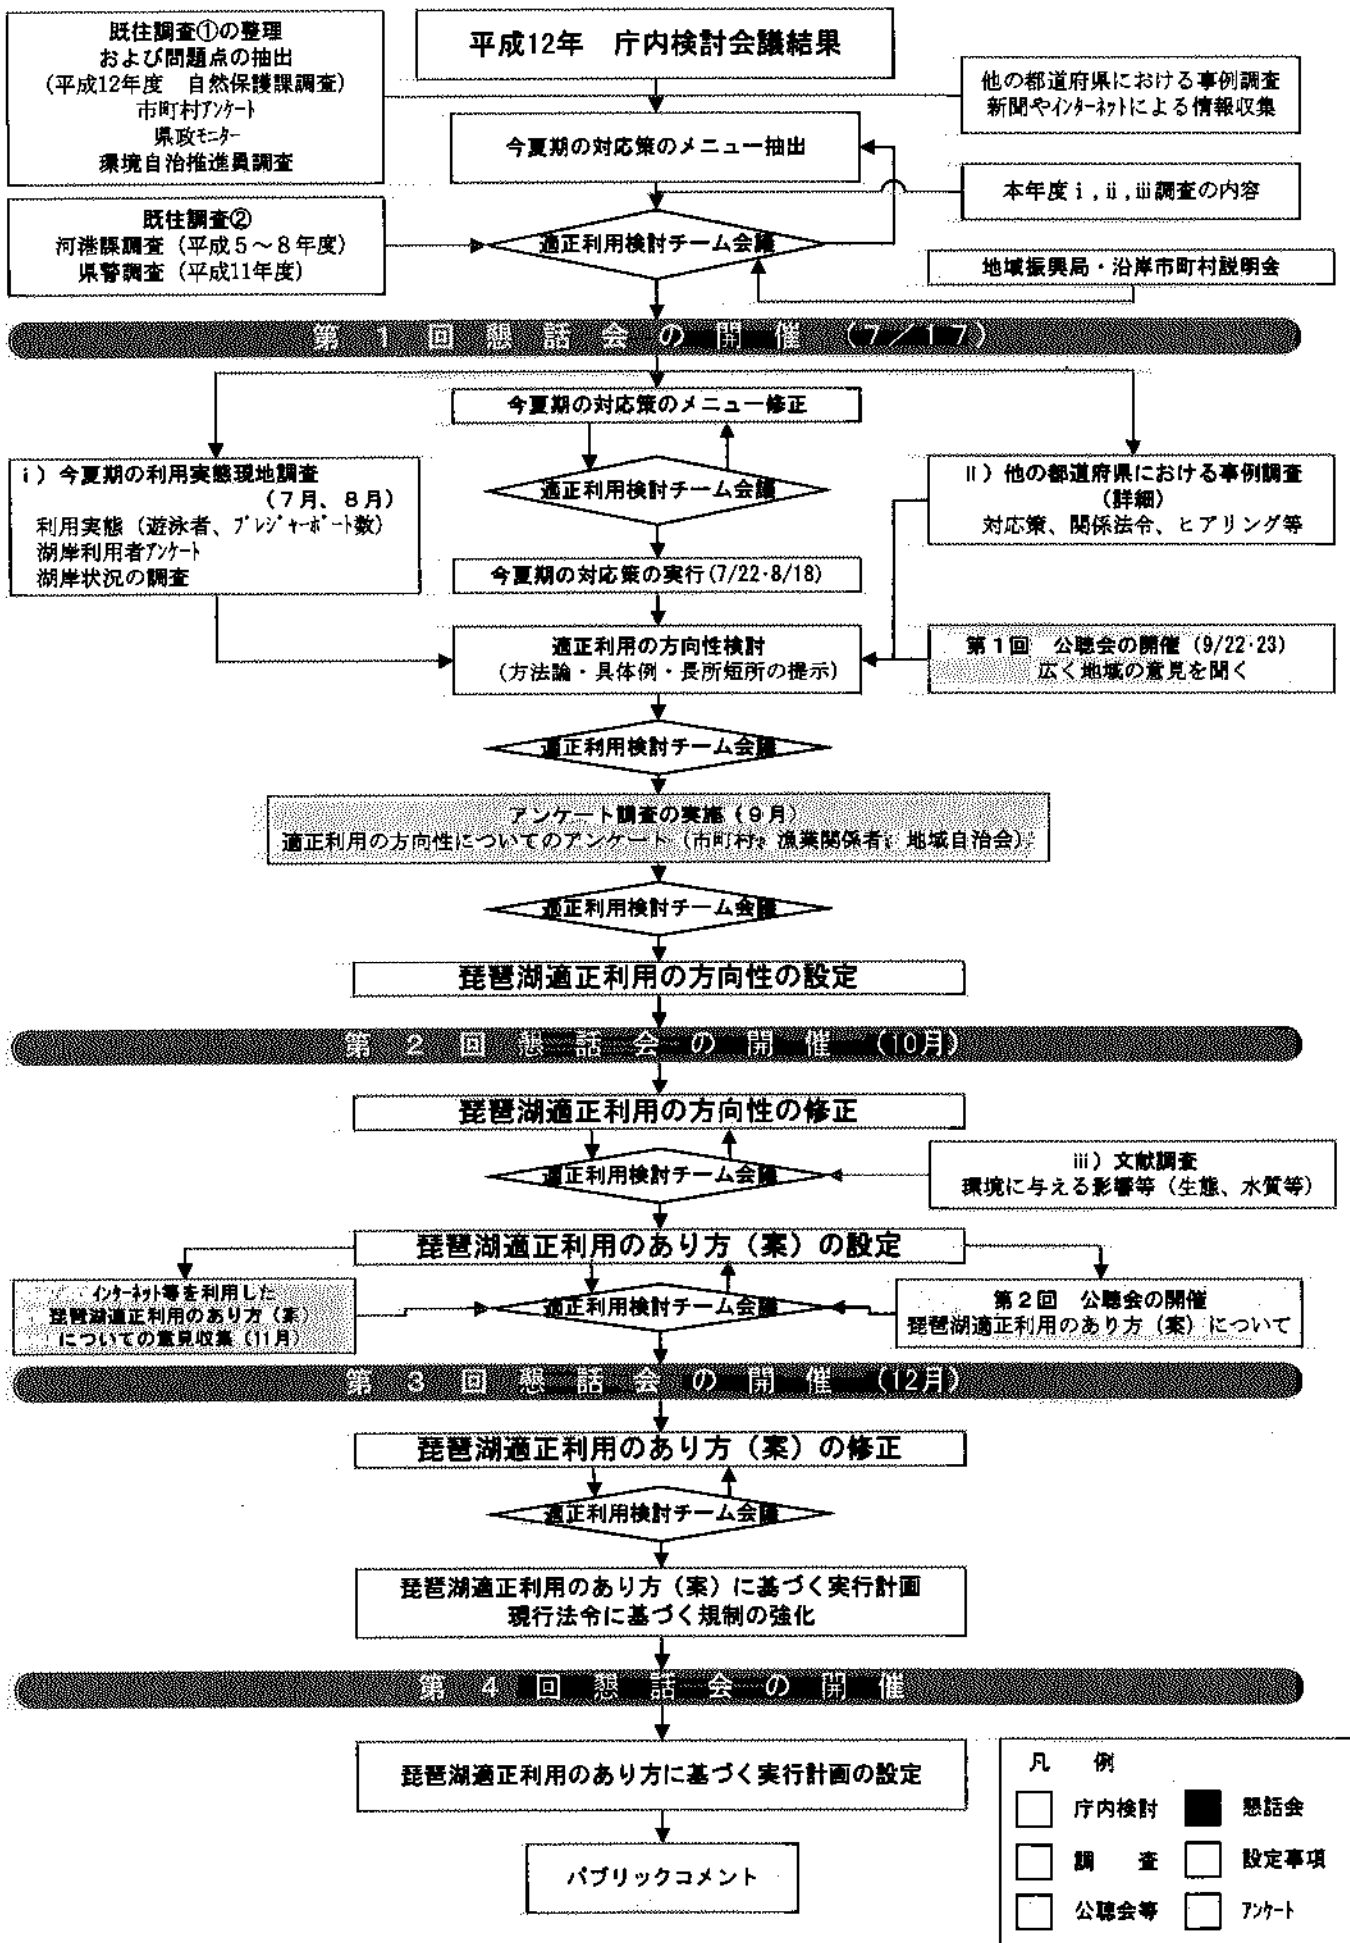 平成12年　庁内検討会議結果
既往調査①の整理
および問題点の抽出
(平成12年度　自然保護課調査)
市町村ｱﾝｹｰﾄ
県政ﾓﾆﾀｰ
環境自治推進員調査
他の都道府県における事例調査
新聞やｲﾝﾀｰﾈｯﾄによる情報収集
今夏期の対応策のメニュー抽出
本年度ⅰ,ⅱ,ⅲ調査の内容
既往調査②
河港課調査（平成５～８年度）
県警調査（平成11年度）
適正利用検討チーム会議
地域振興局・沿岸市町村説明会
第１回懇話会の開催（７／１７）
今夏期の対応策のメニュー修正
ⅰ）今夏期の利用実態現地調査
（７月、８月）
利用実態（遊泳者、ﾌﾟﾚｼﾞｬｰﾎﾞｰﾄ数）
湖岸利用者ｱﾝｹｰﾄ
湖岸状況の調査
適正利用検討チーム会議
ⅱ）他の都道府県における事例調査
（詳細）
対応策、関係法令、ヒアリング等
今夏期の対応策の実行(7/22･8/18)
適正利用の方向性検討
（方法論・具体例・長所短所の提示）
第１回　公聴会の開催（9/22･23）
広く地域の意見を聞く
適正利用検討チーム会議
アンケート調査の実施（９月）
適正利用の方向性についてのアンケート（市町村、漁業関係者、地域自治会）
適正利用検討チーム会議
琵琶湖適正利用の方向性の設定
第２回懇話会の開催（10月）
琵琶湖適正利用の方向性の修正
適正利用検討チーム会議
ⅲ）文献調査
環境に与える影響等（生態、水質等）
琵琶湖適正利用のあり方（案）の設定
ｲﾝﾀｰﾈｯﾄ等を利用した
琵琶湖適正利用のあり方（案）
についての意見収集（11月）
適正利用検討チーム会議
第２回　公聴会の開催
琵琶湖適正利用のあり方（案）について
第３回懇話会の開催（12月）
琵琶湖適正利用のあり方（案）の修正
適正利用検討チーム会議
琵琶湖適正利用のあり方（案）に基づく実行計画
現行法令に基づく規制の強化
第４回懇話会の開催
琵琶湖適正利用のあり方に基づく実行計画の設定
パブリックコメント
凡　例
庁内検討　懇話会
調　査　設定事項
公聴会等　ｱﾝｹｰﾄ